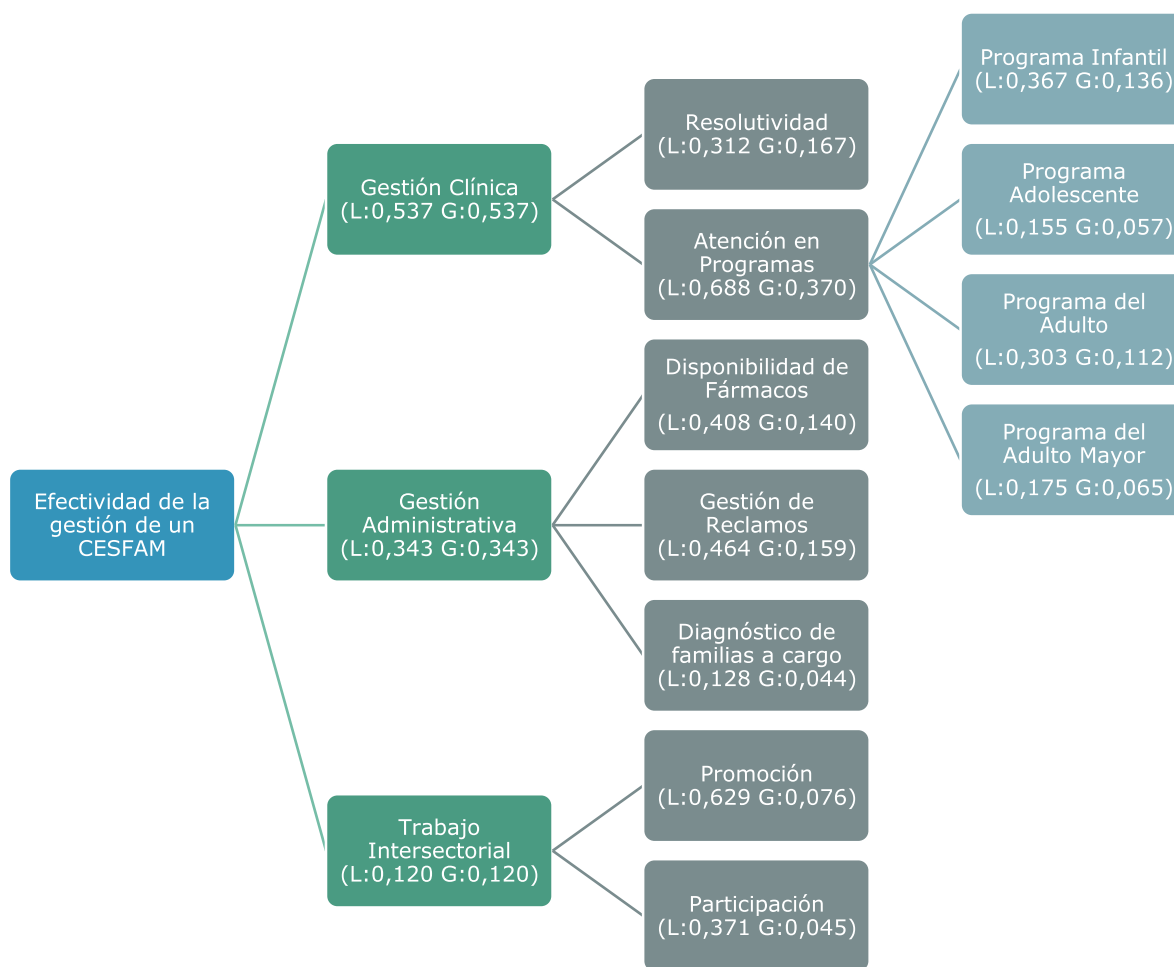 Efectividad de la
gestión de un
CESFAM
Gestión Clínica
(L:0,537 G:0,537)
Resolutividad
(L:0,312 G:0,167)
Atención en
Programas
(L:0,688 G:0,370)
Programa Infantil
(L:0,367 G:0,136)
Programa
Adolescente
(L:0,155 G:0,057)
Programa del
Adulto
(L:0,303 G:0,112)
Programa del
Adulto Mayor
(L:0,175 G:0,065)
Gestión
Administrativa
(L:0,343 G:0,343)
Disponibilidad de
Fármacos
(L:0,408 G:0,140)
Gestión de
Reclamos
(L:0,464 G:0,159)
Diagnóstico de
familias a cargo
(L:0,128 G:0,044)
Trabajo
Intersectorial
(L:0,120 G:0,120)
Promoción
(L:0,629 G:0,076)
Participación
(L:0,371 G:0,045)